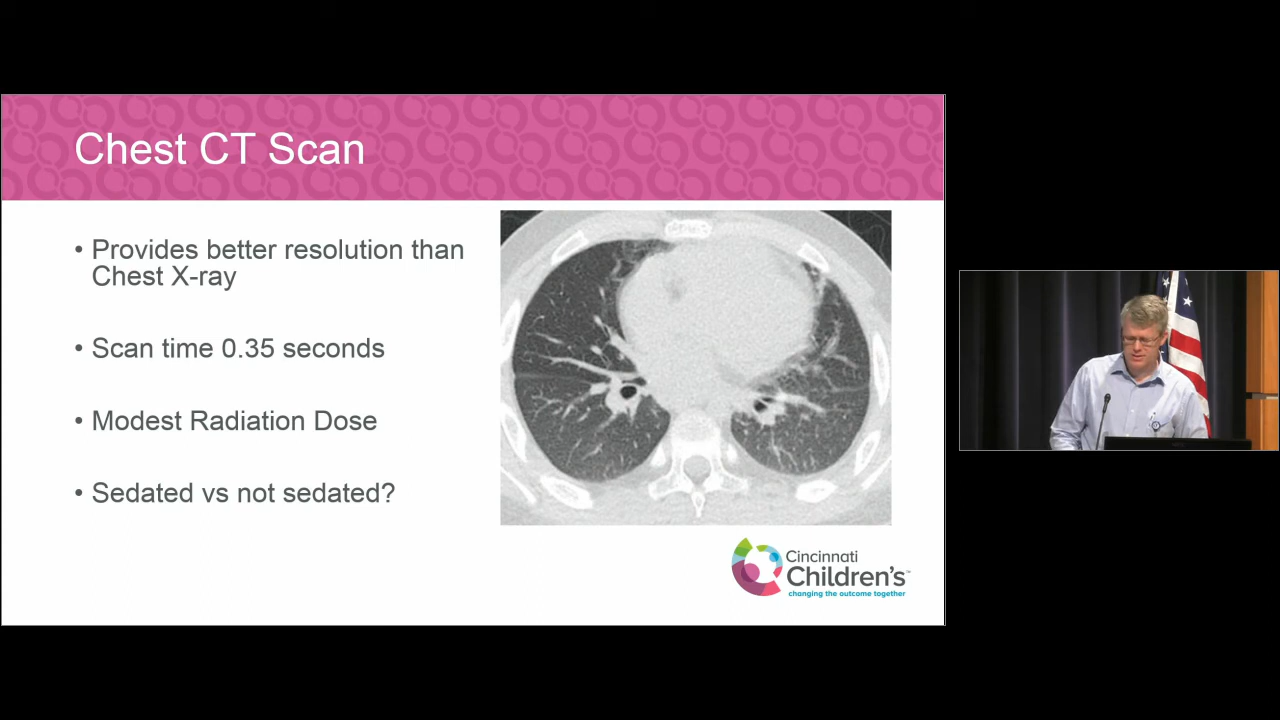 Chest CT Scan
• Provides better resolution than
Chest X-ray
• Scan time 0.35 seconds
• Modest Radiation Dose
• Sedated vs not sedated?
Cincinnati
Children's™
changing the outcome together